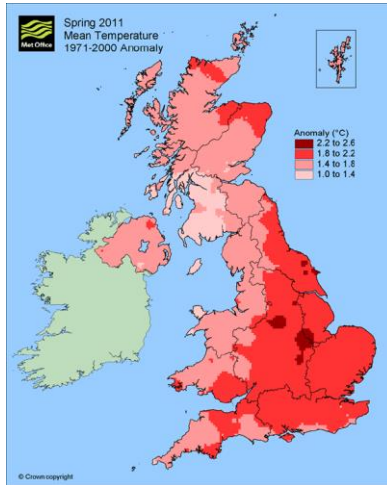 Met Office
Spring 2011
Mean Temperature
1971-2000 Anomaly
Anomaly (°C)
2.2 to 2.6
1.8 to 2.2
1.4 to 1.8
1.0 to 1.4
© Crown copyright